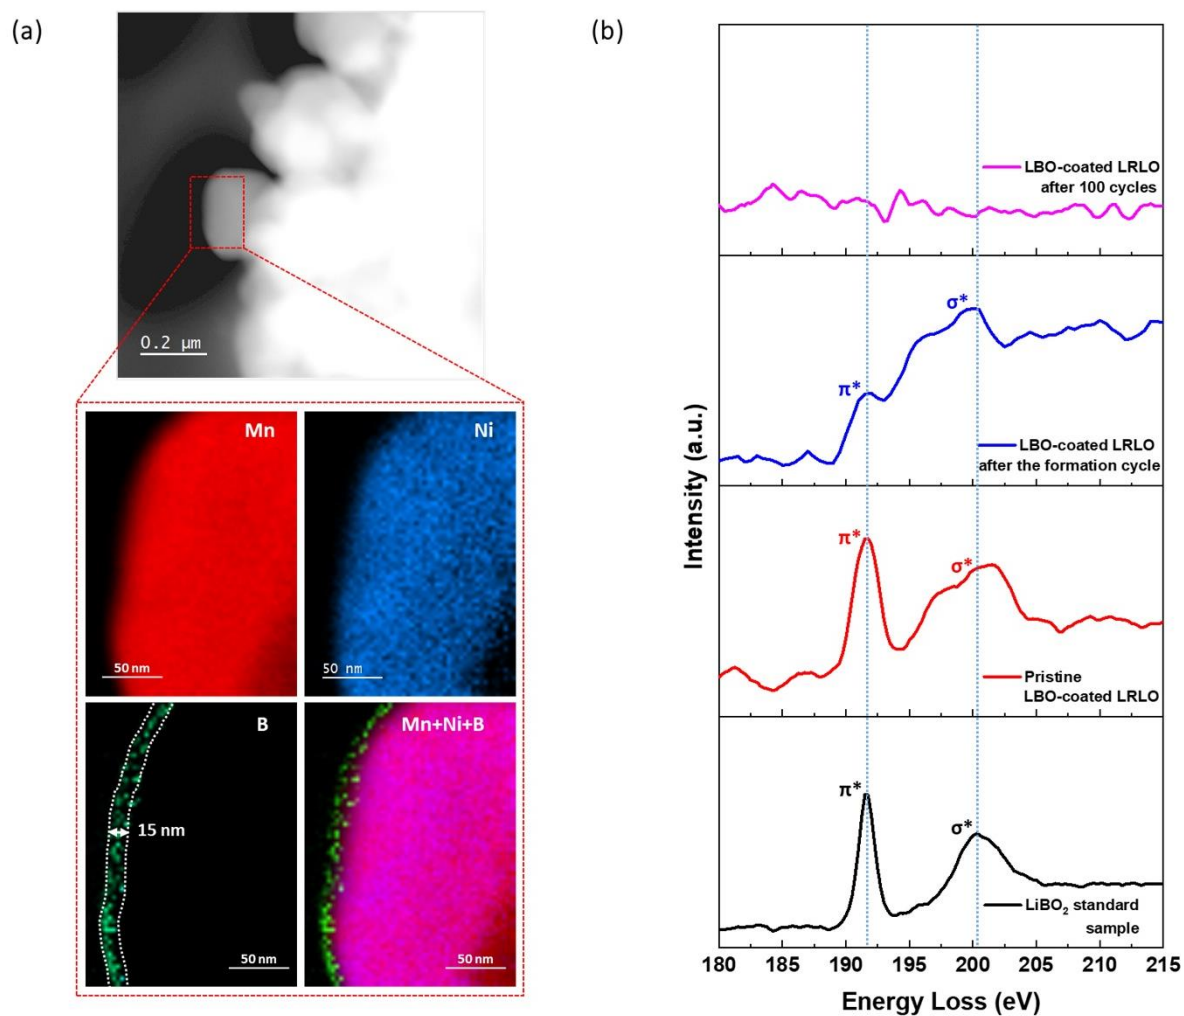 (a)
0.2 μm
Mn
50 nm
Ni
50 nm
B
15 nm
50 nm
Mn+Ni+B
50 nm
(b)
LBO-coated LRLO
after 100 cycles
σ*
π*
LBO-coated LRLO
after the formation cycle
π*
σ*
Pristine
LBO-coated LRLO
π*
σ*
LiBO₂ standard
sample
Intensity (a.u.)
180 185 190 195 200 205 210 215
Energy Loss (eV)